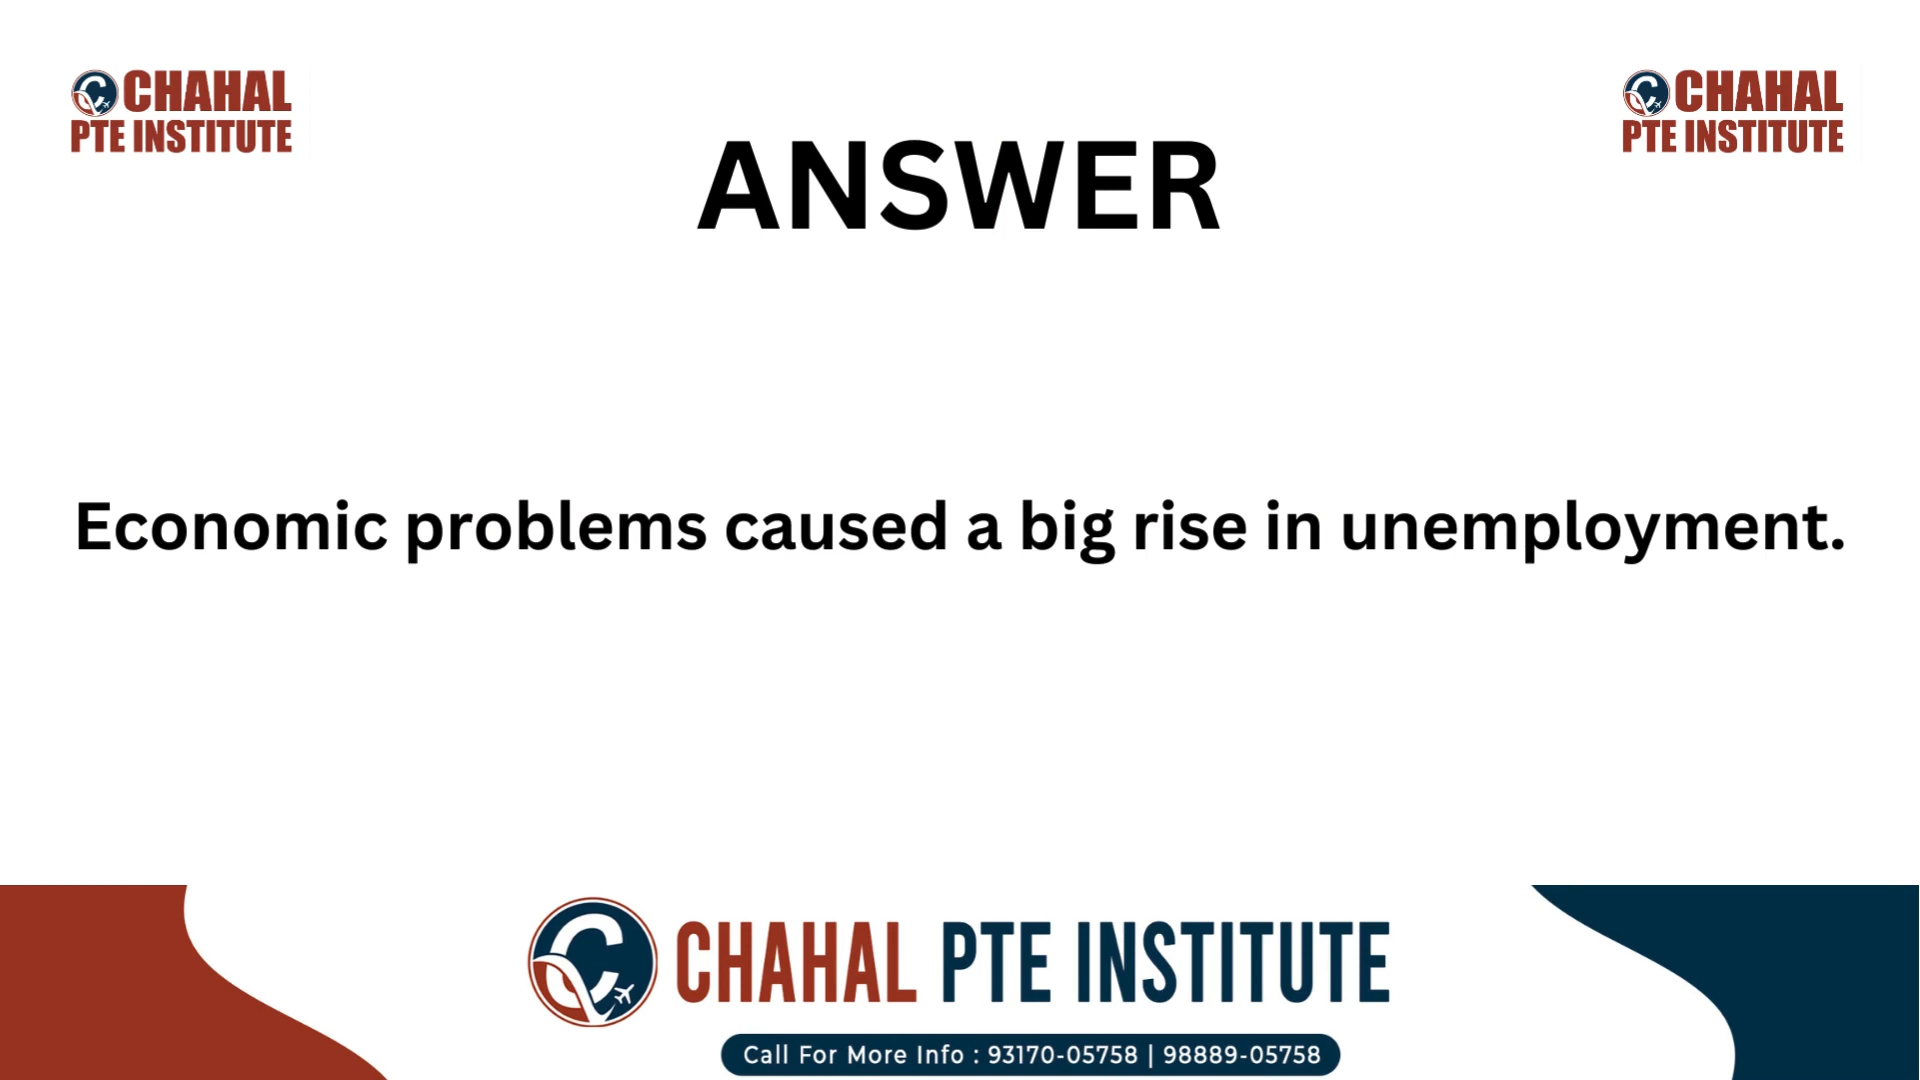 CHAHAL
PTE INSTITUTE
CHAHAL
PTE INSTITUTE
ANSWER
Economic problems caused a big rise in unemployment.
CHAHAL PTE INSTITUTE
Call For More Info : 93170-05758 | 98889-05758